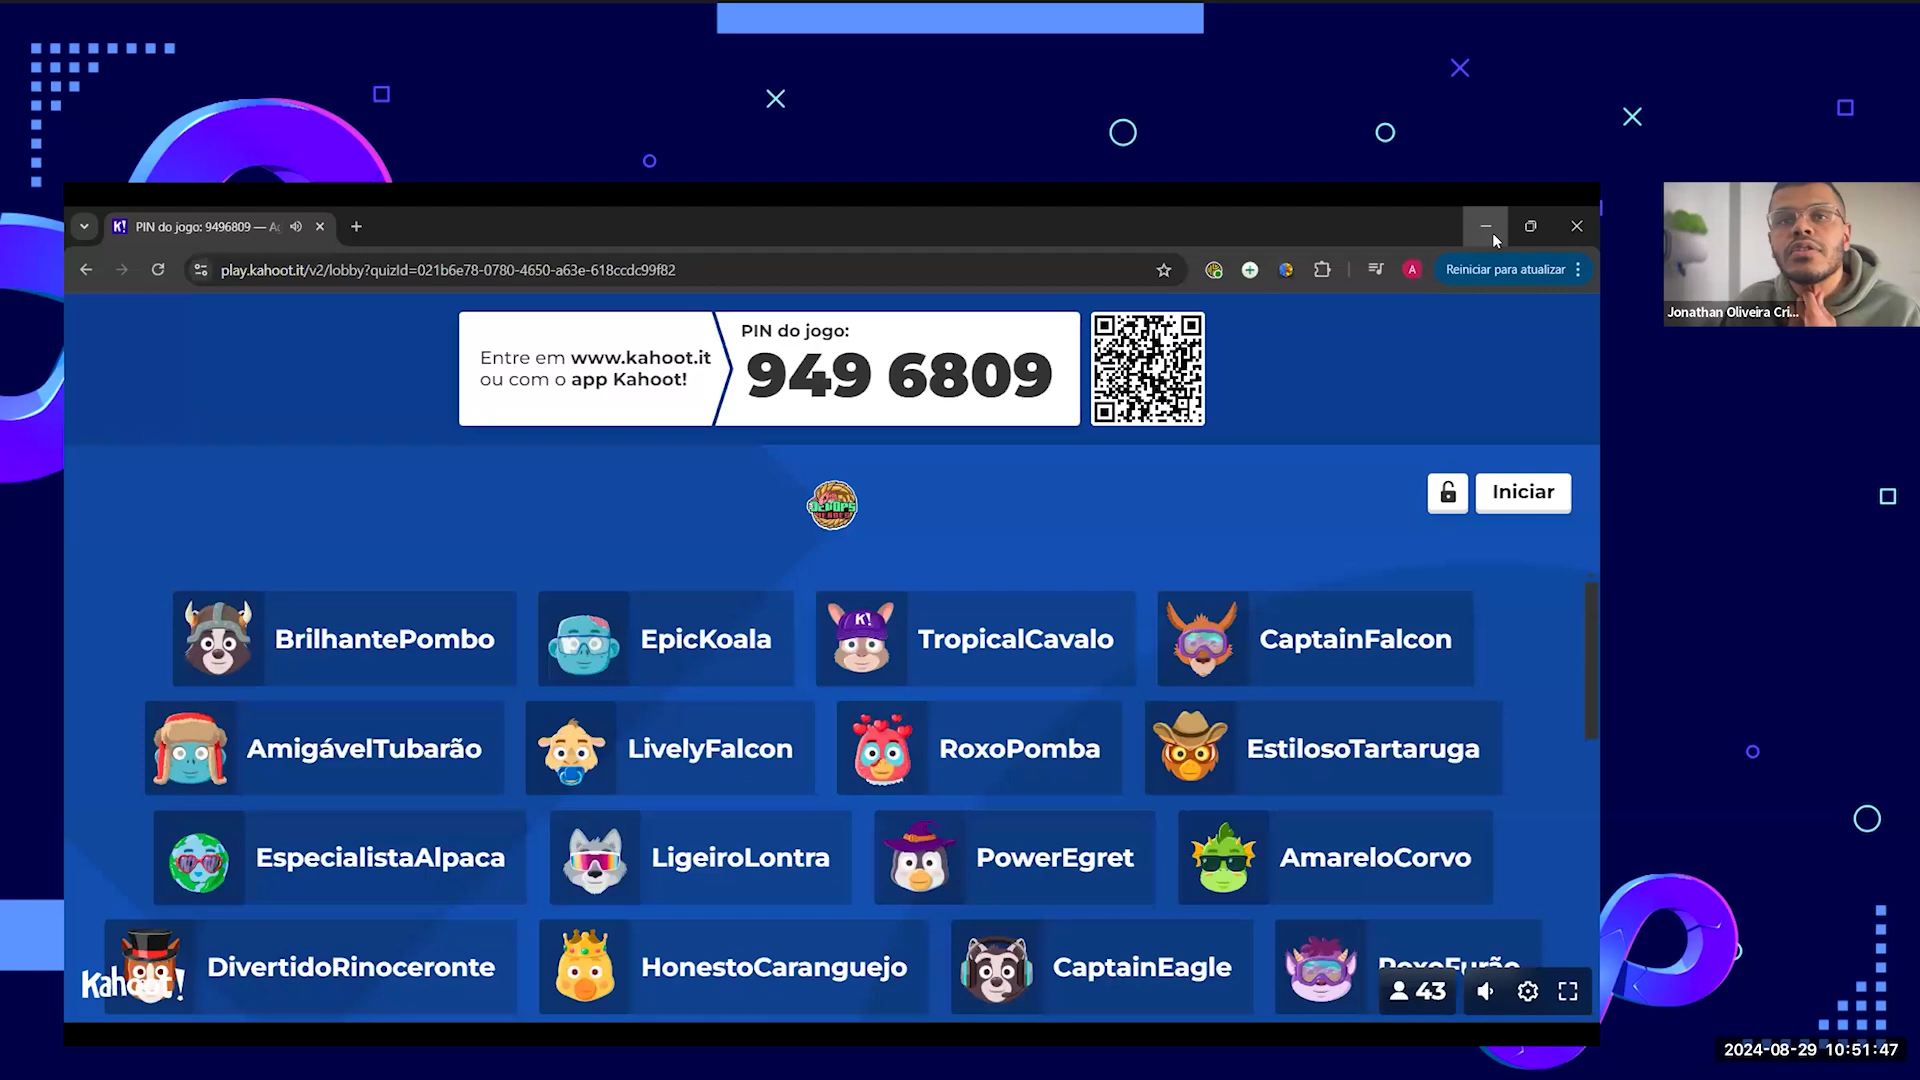 PIN do jogo: 9496809 — A
play.kahoot.it/v2/lobby?quizId=021b6e78-0780-4650-a63e-618ccdc99f82
A
Reiniciar para atualizar
Entre em www.kahoot.it
ou com o app Kahoot!
PIN do jogo:
949 6809
Jonathan Oliveira Cri...
DEVOPS
Iniciar
BrilhantePombo
EpicKoala
K!
TropicalCavalo
CaptainFalcon
AmigávelTubarão
LivelyFalcon
RoxoPomba
EstilosoTartaruga
EspecialistaAlpaca
LigeiroLontra
PowerEgret
AmareloCorvo
Kahoot!
DivertidoRinoceronte
HonestoCaranguejo
CaptainEagle
RoxoFurão
43
2024-08-29 10:51:47